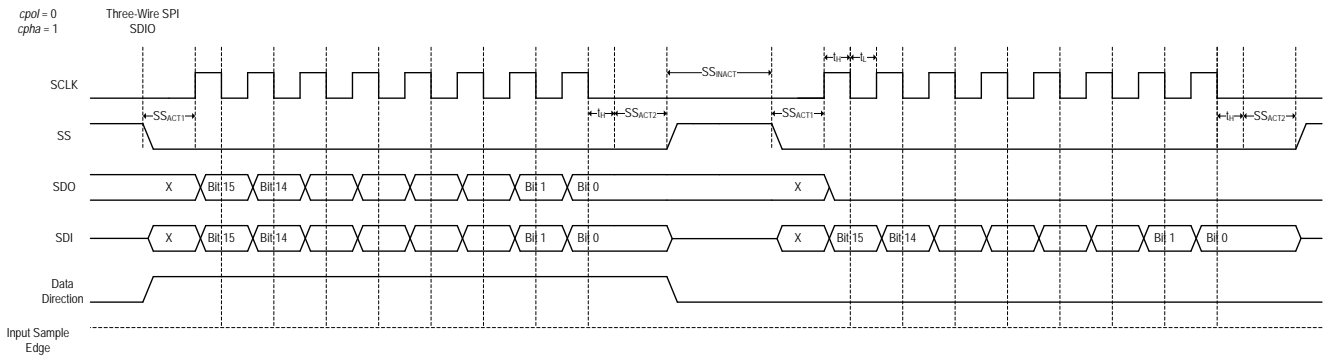 cpol = 0 Three-Wire SPI
cpha = 1 SDIO
SCLK
tH tL
SSINACT
SSACT1 tH SSACT2 SSACT1 tH SSACT2
SS
SDO X Bit 15 Bit 14 Bit 1 Bit 0 X
SDI X Bit 15 Bit 14 Bit 1 Bit 0 X Bit 15 Bit 14 Bit 1 Bit 0
Data
Direction
Input Sample
Edge